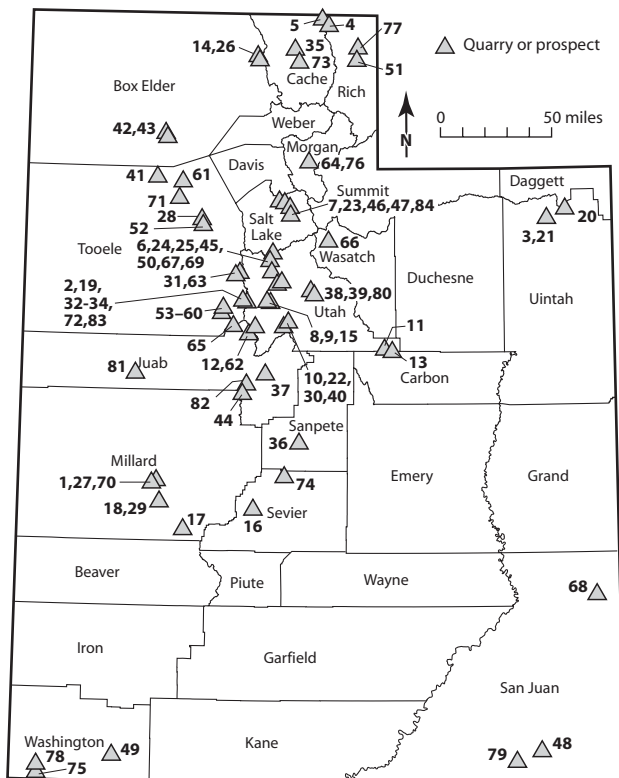 5
4
77
14,26
35
73
Cache
51
Rich
Quarry or prospect
Box Elder
N
0
50 miles
Weber
42,43
Morgan
64,76
Davis
41
61
71
Summit
7,23,46,47,84
Daggett
20
3,21
28
52
Salt
Lake
66
Wasatch
Tooele
6,24,25,45,
50,67,69
31,63
Duchesne
Uintah
2,19,
32-34,
72,83
53–60
38,39,80
Utah
8,9,15
65
12,62
11
13
Carbon
81
Juab
82
44
37
10,22,
30,40
Sanpete
36
Millard
1,27,70
18,29
17
74
16
Sevier
Emery
Grand
Beaver
Piute
Wayne
68
Iron
Garfield
San Juan
Washington
78
75
49
Kane
79
48